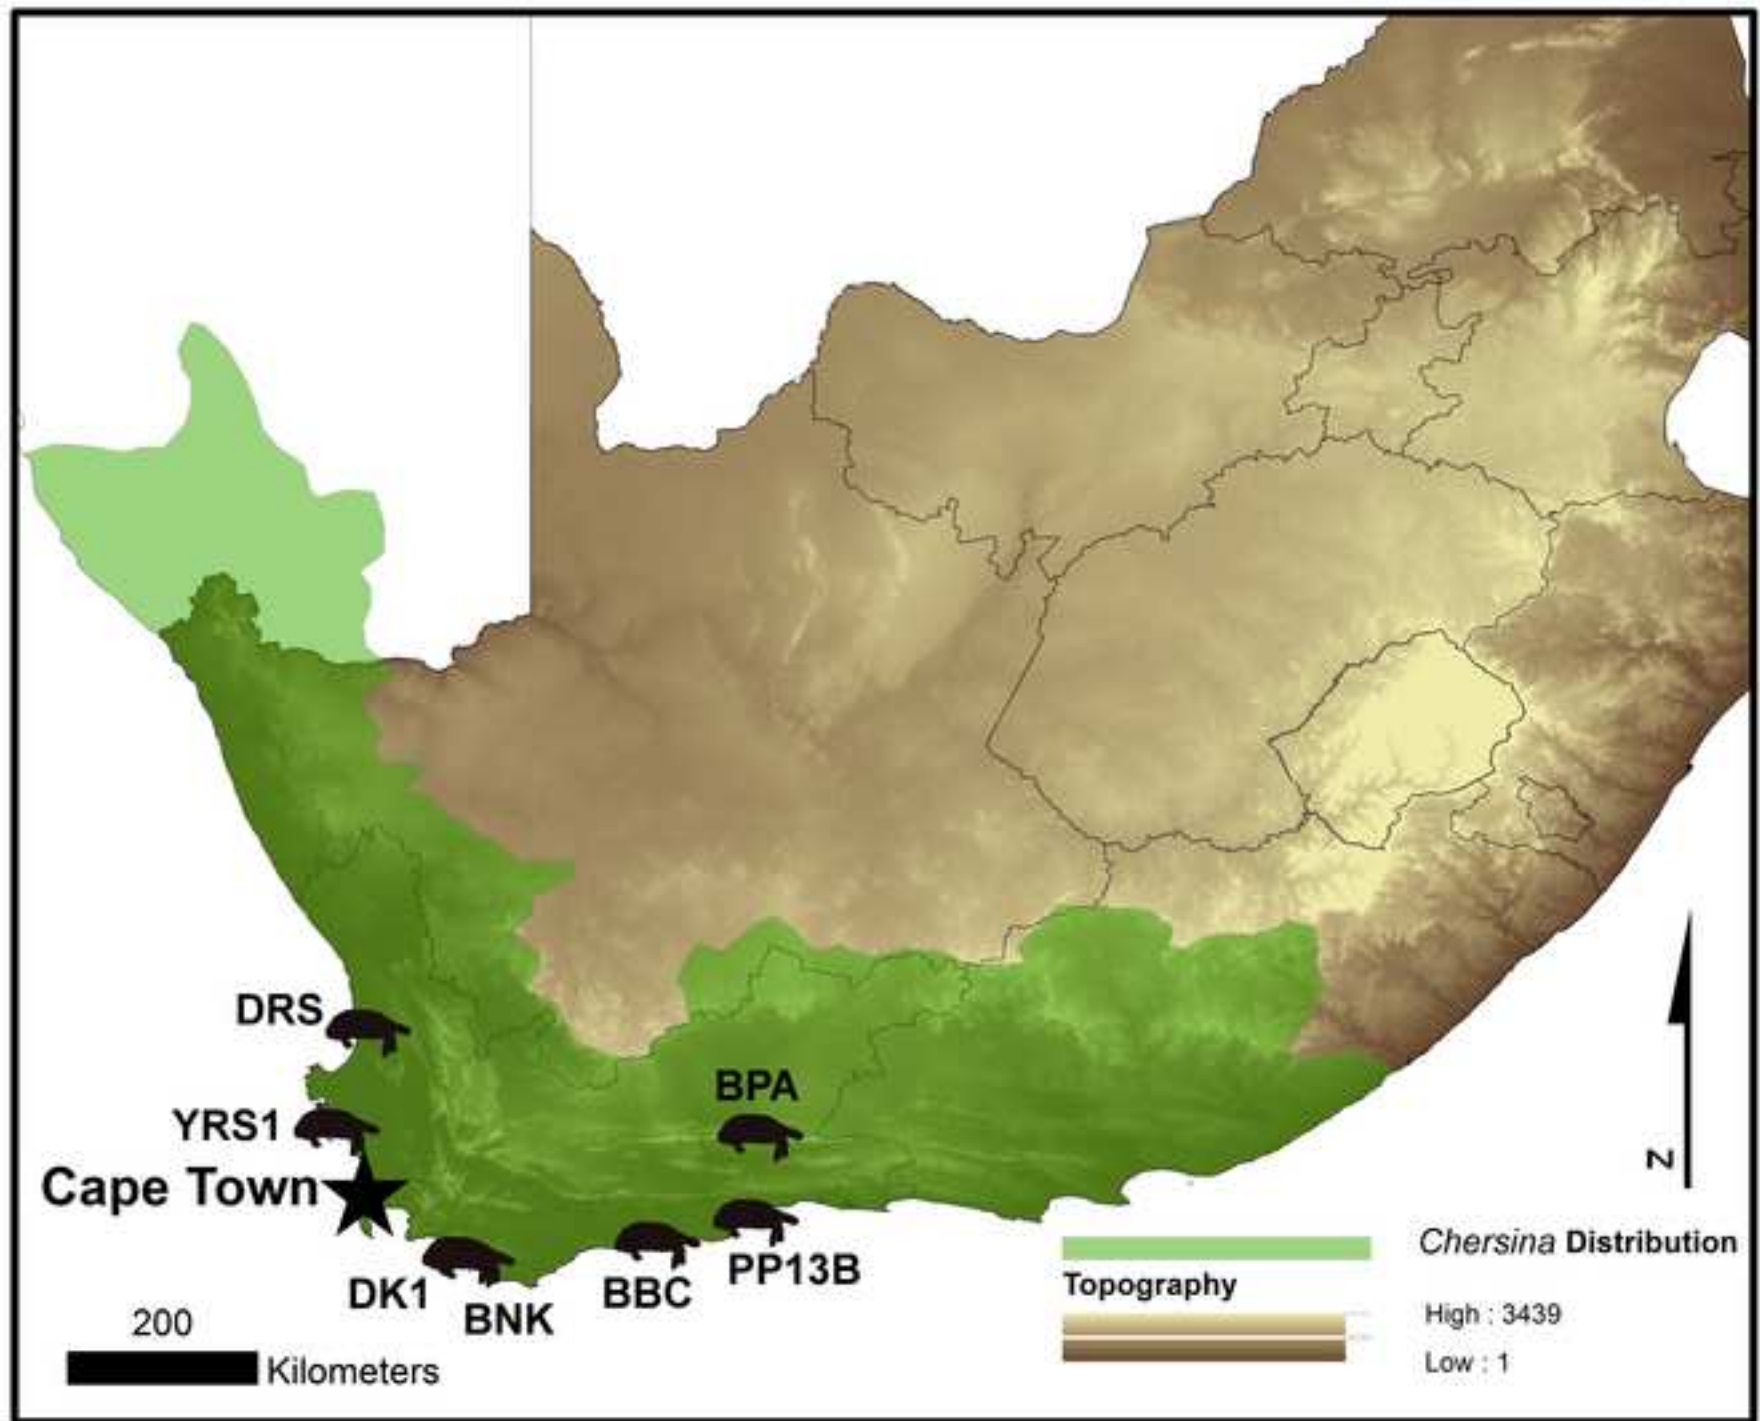 DRS
BPA
YRS1
Cape Town
PP13B
DK1
BBC
BNK
200
Kilometers
N
Chersina Distribution
Topography
High : 3439
Low : 1